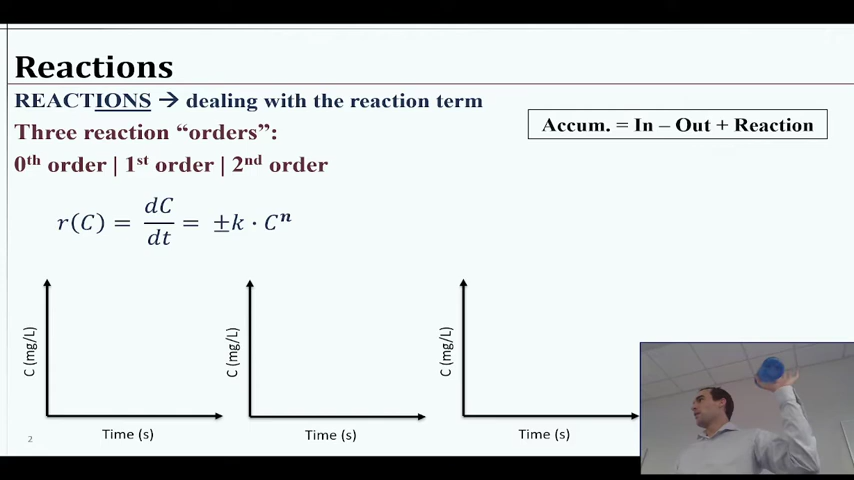 Reactions
REACTIONS → dealing with the reaction term
Accum. = In – Out + Reaction
Three reaction “orders”:
0th order | 1st order | 2nd order
r(C) = dC/dt = ±k · Cⁿ
C (mg/L)
Time (s)
C (mg/L)
Time (s)
C (mg/L)
Time (s)
2